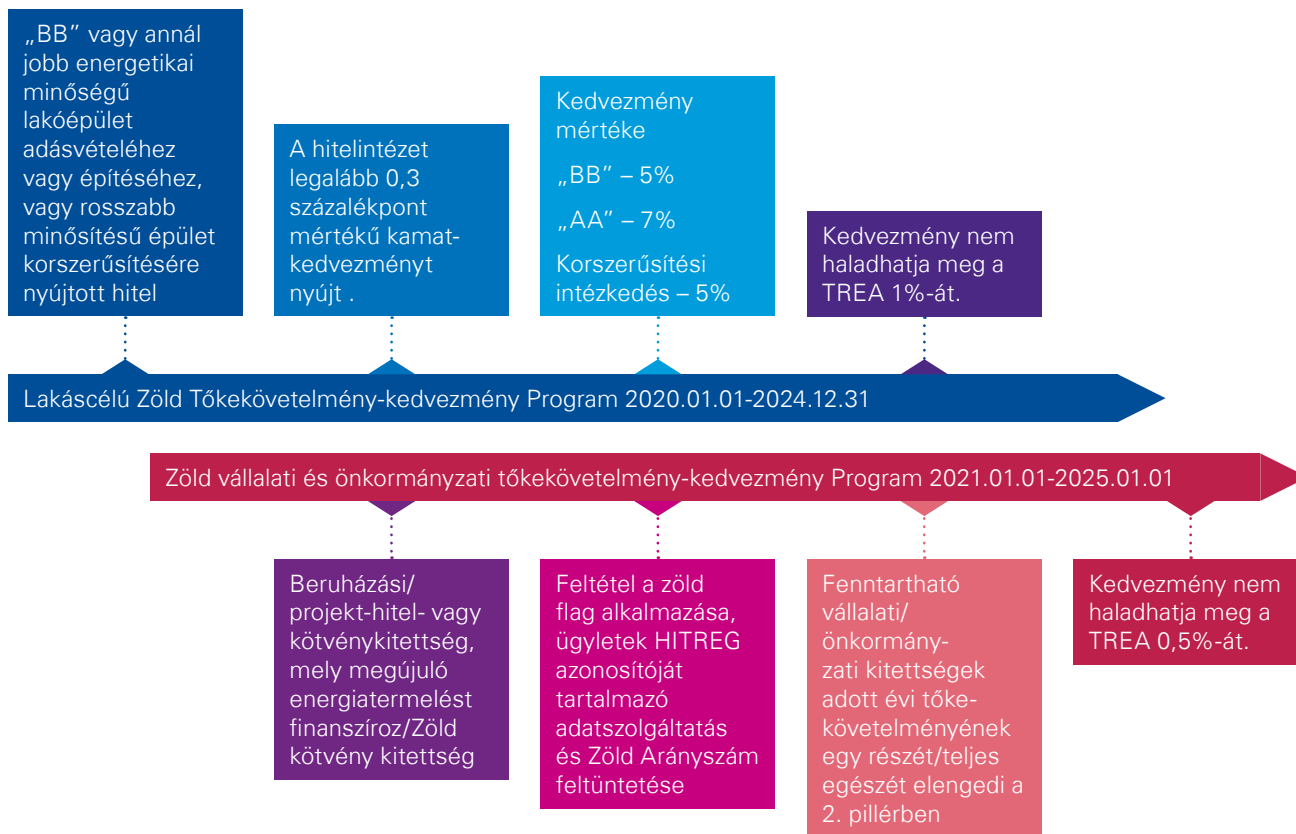 „BB” vagy annál
jobb energetikai
minőségű
lakóépület
adásvételéhez
vagy építéséhez,
vagy rosszabb
minősítésű épület
korszerűsítésére
nyújtott hitel
A hitelintézet
legalább 0,3
százalékpont
mértékű kamat-
kedvezményt
nyújt .
Kedvezmény
mértéke
„BB” – 5%
„AA” – 7%
Korszerűsítési
intézkedés – 5%
Kedvezmény nem
haladhatja meg a
TREA 1%-át.
Lakáscélú Zöld Tőkekövetelmény-kedvezmény Program 2020.01.01-2024.12.31
Zöld vállalati és önkormányzati tőkekövetelmény-kedvezmény Program 2021.01.01-2025.01.01
Beruházási/
projekt-hitel- vagy
kötvénykitettség,
mely megújuló
energiatermelést
finanszíroz/Zöld
kötvény kitettség
Feltétel a zöld
flag alkalmazása,
ügyletek HITREG
azonosítóját
tartalmazó
adatszolgáltatás
és Zöld Arányszám
feltüntetése
Fenntartható
vállalati/
önkormány-
zati kitettségek
adott évi tőke-
követelményének
egy részét/teljes
egészét elengedi a
2. pillérben
Kedvezmény nem
haladhatja meg a
TREA 0,5%-át.